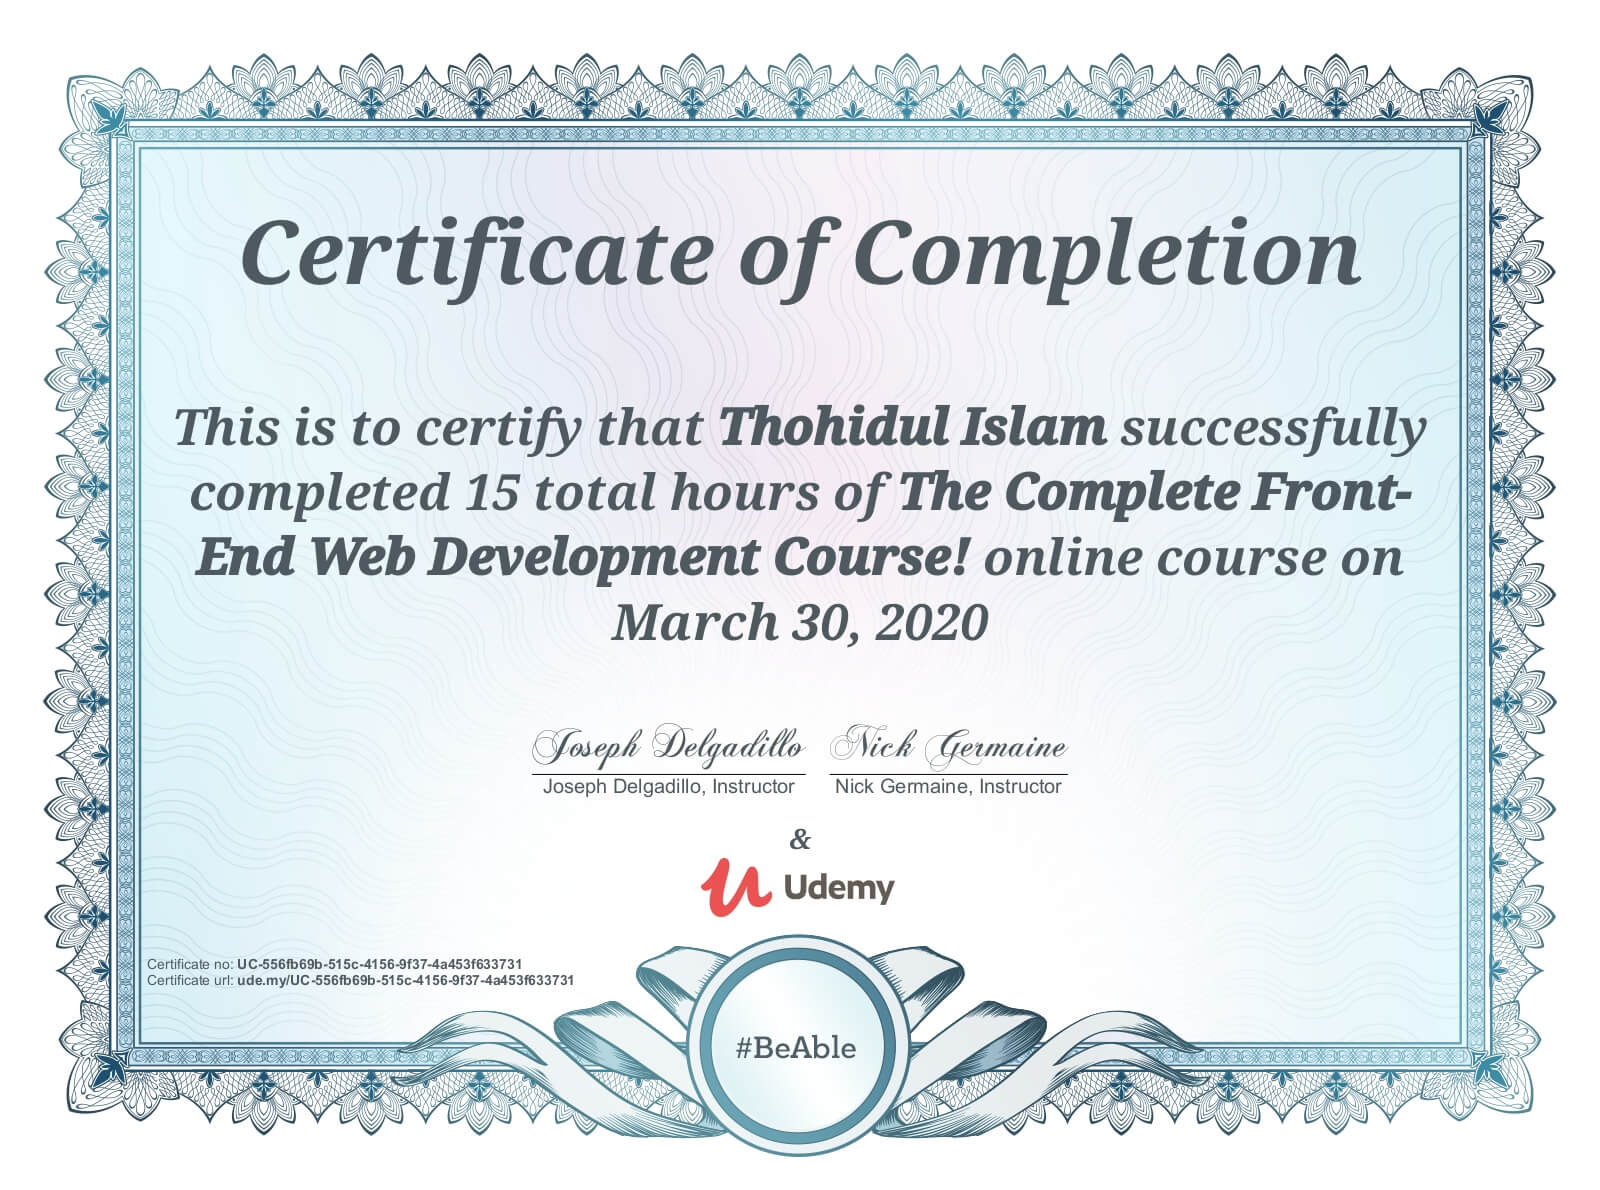 Certificate of Completion
This is to certify that Thohidul Islam successfully
completed 15 total hours of The Complete Front-
End Web Development Course! online course on
March 30, 2020
Joseph Delgadillo Nick Germaine
Joseph Delgadillo, Instructor Nick Germaine, Instructor
&
Udemy
Certificate no: UC-556fb69b-515c-4156-9f37-4a453f633731
Certificate url: ude.my/UC-556fb69b-515c-4156-9f37-4a453f633731
#BeAble